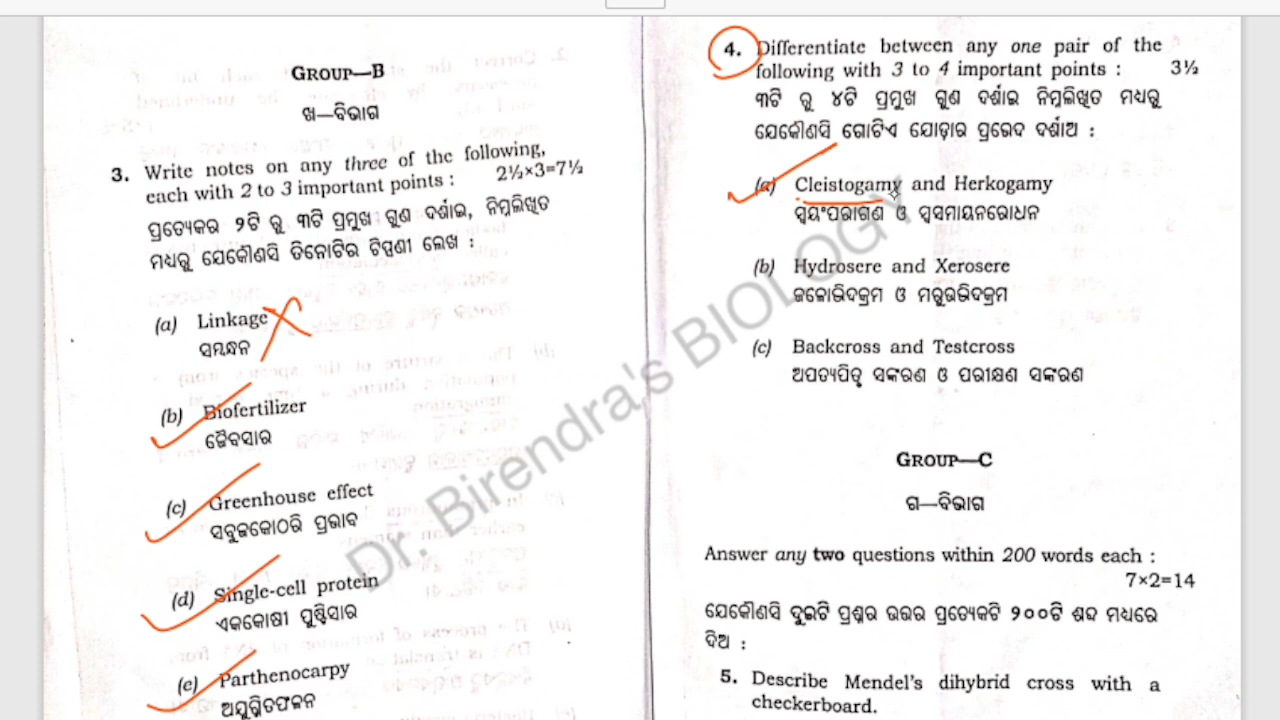 GROUP—B
ଖ—ବିଭାଗ
3. Write notes on any three of the following,
each with 2 to 3 important points : 2½×3=7½
ପ୍ରତ୍ୟେକର ୨ଟି ରୁ ୩ଟି ପ୍ରମୁଖ ଗୁଣ ଦର୍ଶାଇ, ନିମ୍ନଲିଖିତ
ମଧ୍ୟରୁ ଯେକୌଣସି ତିନୋଟିର ଟିପ୍ପଣୀ ଲେଖ :
(a) Linkage
ସମ୍ବନ୍ଧନ
(b) Biofertilizer
ଜୈବସାର
(c) Greenhouse effect
ସବୁଜକୋଠରି ପ୍ରଭାବ
(d) Single-cell protein
ଏକକୋଷୀ ପୁଷ୍ଟିସାର
(e) Parthenocarpy
ଅଯୁଗ୍ମିତଫଳନ
4. Differentiate between any one pair of the
following with 3 to 4 important points : 3½
୩ଟି ରୁ ୪ଟି ପ୍ରମୁଖ ଗୁଣ ଦର୍ଶାଇ ନିମ୍ନଲିଖିତ ମଧ୍ୟରୁ
ଯେକୌଣସି ଗୋଟିଏ ଯୋଡ଼ାର ପ୍ରଭେଦ ଦର୍ଶାଅ :
(a) Cleistogamy and Herkogamy
ସ୍ୱୟଂପରାଗଣ ଓ ସ୍ୱସମାୟନରୋଧନ
(b) Hydrosere and Xerosere
ଜଳୋଦ୍ଭିଦକ୍ରମ ଓ ମରୁଦ୍ଭିଦକ୍ରମ
(c) Backcross and Testcross
ଅପତ୍ୟପିତୃ ସଙ୍କରଣ ଓ ପରୀକ୍ଷଣ ସଙ୍କରଣ
GROUP—C
ଗ—ବିଭାଗ
Answer any two questions within 200 words each :
7×2=14
ଯେକୌଣସି ଦୁଇଟି ପ୍ରଶ୍ନର ଉତ୍ତର ପ୍ରତ୍ୟେକଟି ୨୦୦ଟି ଶବ୍ଦ ମଧ୍ୟରେ
ଦିଅ :
5. Describe Mendel's dihybrid cross with a
checkerboard.
Dr. Birendra's BIOLOGY